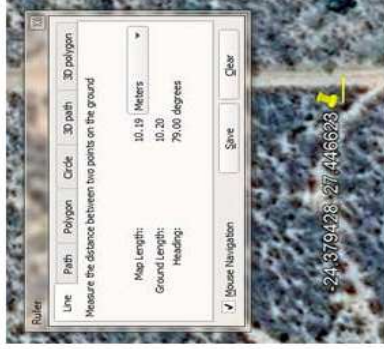 Ruler
Line Path Polygon Circle 3D path 3D polygon
Measure the distance between two points on the ground
Map Length: 10.19 Meters
Ground Length: 10.20
Heading: 79.00 degrees
Mouse Navigation Save Clear
-24.379428 27.446623